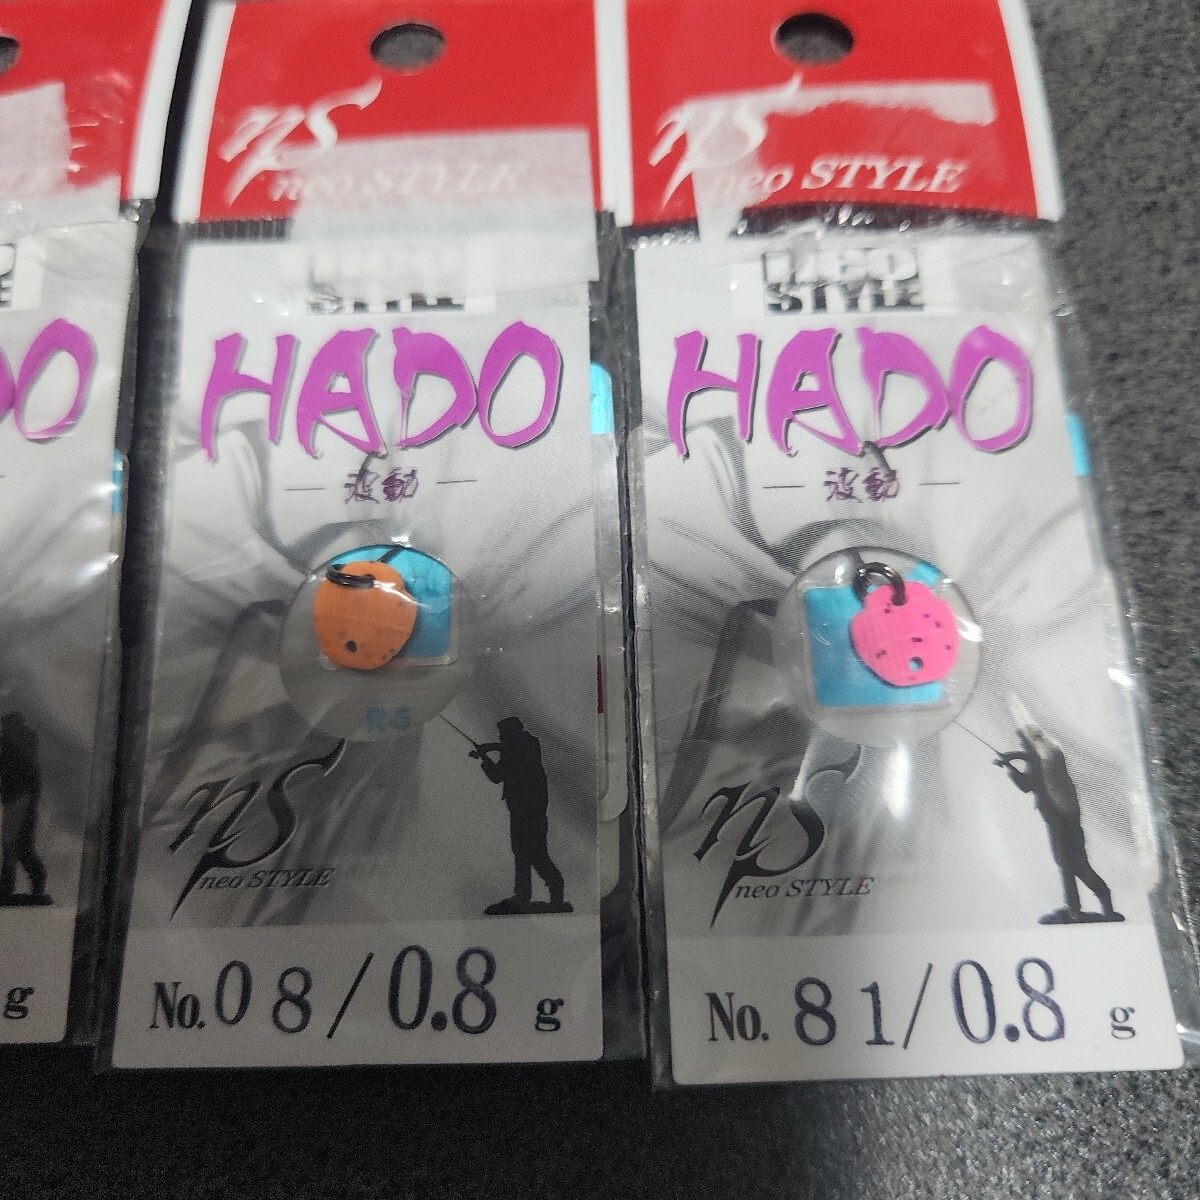 ns
neo STYLE
neo
STYLE
HADO
波動
R-5
ns
neo STYLE
No. 08/0.8 g
ns
neo STYLE
neo
STYLE
HADO
波動
ns
neo STYLE
No. 81/0.8 g
DO
g